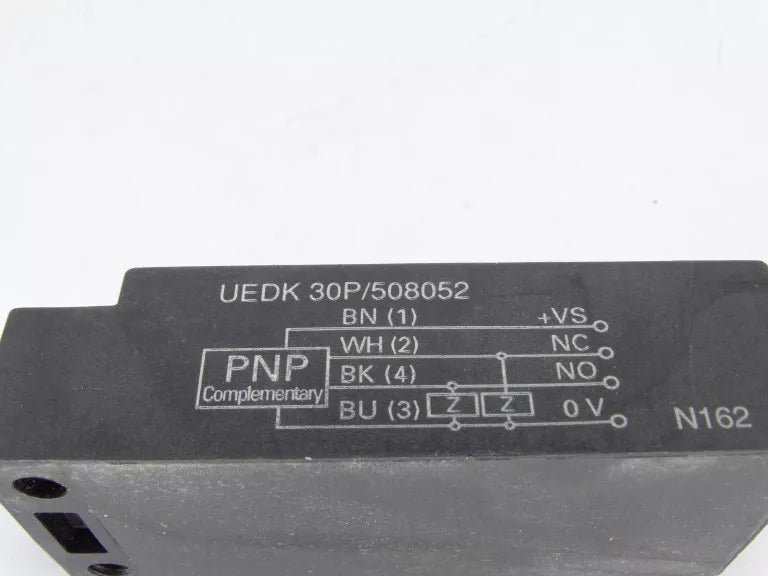 UEDK 30P/508052
BN (1) +VS
WH (2) NC
PNP
Complementary
BK (4) NO
BU (3) Z Z 0 V
N162